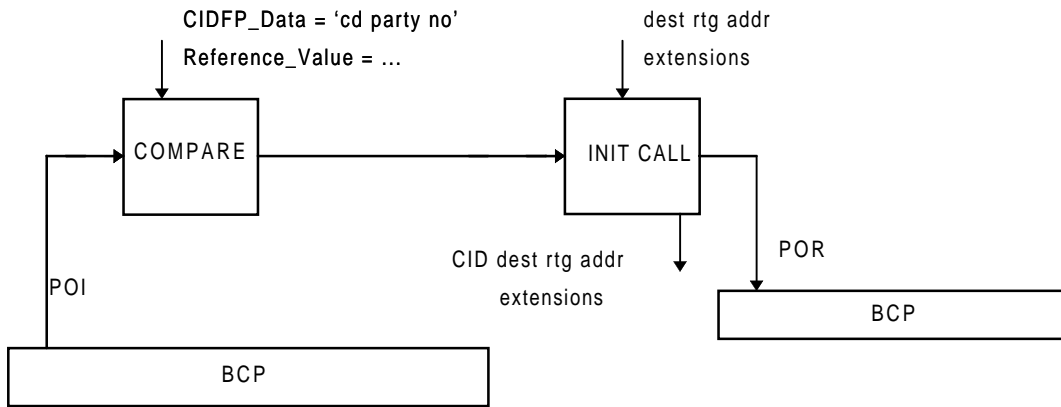 CIDFP_Data = ‘cd party no’
Reference_Value = ...
dest rtg addr
extensions
COMPARE
INIT CALL
CID dest rtg addr
extensions
POR
POI
BCP
BCP